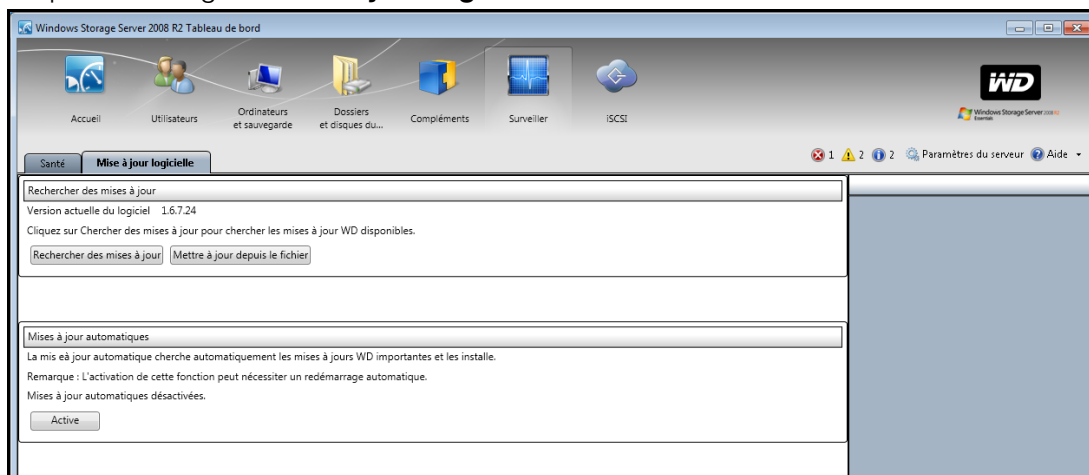 Windows Storage Server 2008 R2 Tableau de bord
Accueil
Utilisateurs
Ordinateurs
et sauvegarde
Dossiers
et disques du...
Compléments
Surveiller
iSCSI
WD
Windows Storage Server 2008 R2
Essentials
Santé
Mise à jour logicielle
1 2 2 Paramètres du serveur Aide
Rechercher des mises à jour
Version actuelle du logiciel 1.6.7.24
Cliquez sur Chercher des mises à jour pour chercher les mises à jour WD disponibles.
Rechercher des mises à jour Mettre à jour depuis le fichier
Mises à jour automatiques
La mis eà jour automatique cherche automatiquement les mises à jours WD importantes et les installe.
Remarque : L'activation de cette fonction peut nécessiter un redémarrage automatique.
Mises à jour automatiques désactivées.
Active